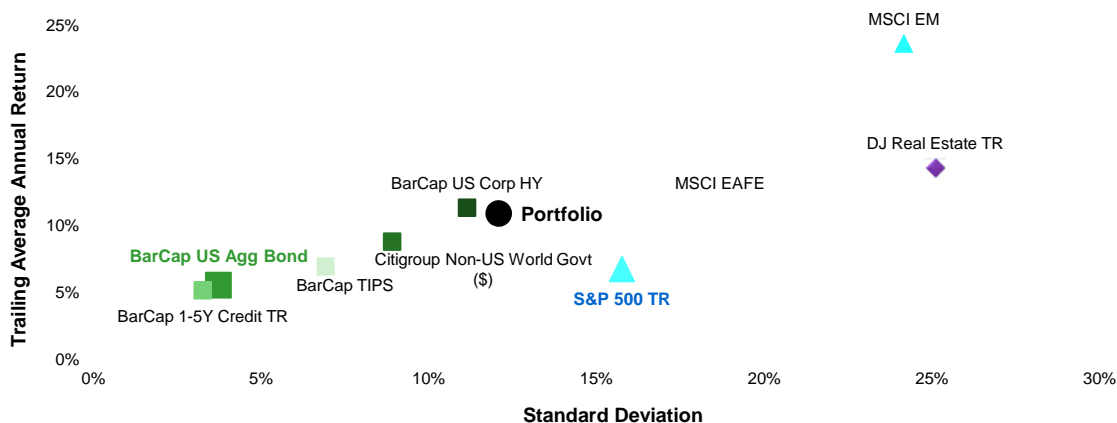 25%
MSCI EM
20%
DJ Real Estate TR
15%
BarCap US Corp HY
MSCI EAFE
Portfolio
10%
BarCap US Agg Bond
Citigroup Non-US World Govt
($)
BarCap TIPS
5%
S&P 500 TR
BarCap 1-5Y Credit TR
0%
0% 5% 10% 15% 20% 25% 30%
Trailing Average Annual Return
Standard Deviation